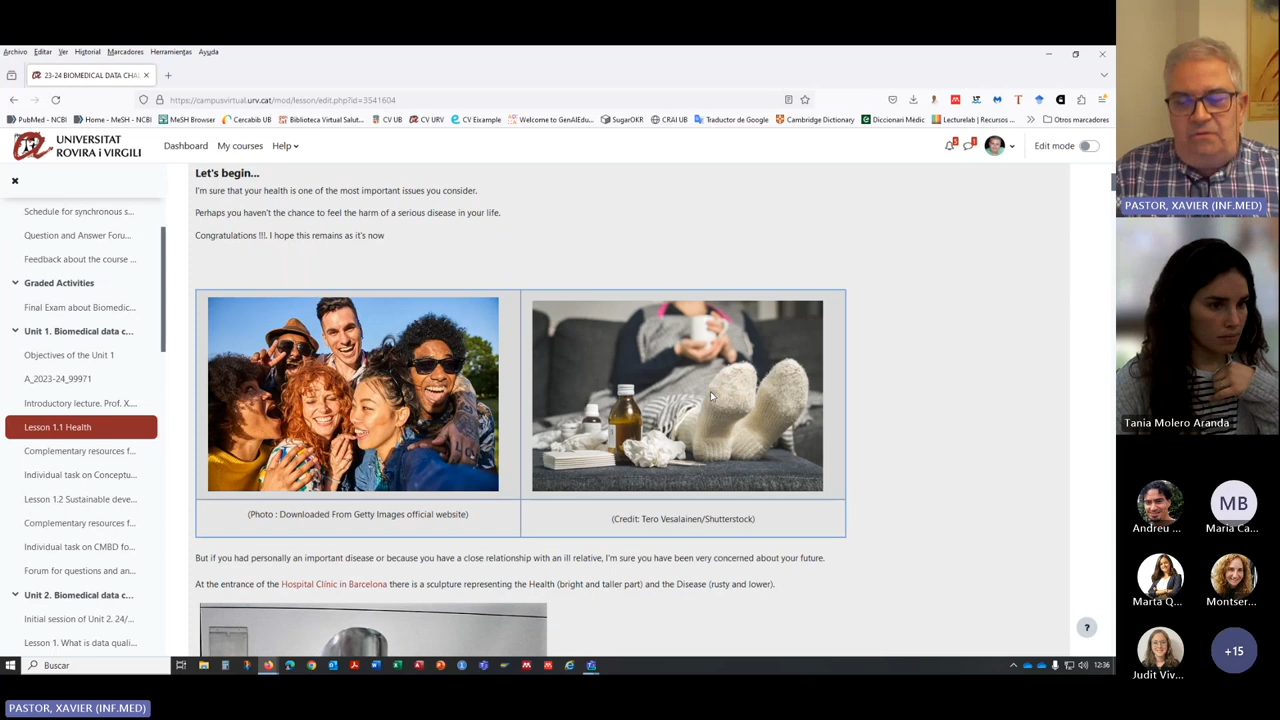 Archivo Editar Ver Historial Marcadores Herramientas Ayuda
23-24 BIOMEDICAL DATA CHA
https://campusvirtual.urv.cat/mod/lesson/edit.php?id=3541604
PubMed - NCBI Home - MeSH - NCBI MeSH Browser Cercabib UB Biblioteca Virtual Salut... CV UB CV URV CV Eixample Welcome to GenAIEdu... SugarOKR CRAI UB Traductor de Google Cambridge Dictionary Diccionari Mèdic Lecturelab | Recursos ... Otros marcadores
UNIVERSITAT
ROVIRA i VIRGILI
Dashboard My courses Help
Edit mode
Schedule for synchronous s...
Question and Answer Foru...
Feedback about the course ...
Graded Activities
Final Exam about Biomedic...
Unit 1. Biomedical data c...
Objectives of the Unit 1
A_2023-24_99971
Introductory lecture. Prof. X....
Lesson 1.1 Health
Complementary resources f...
Individual task on Conceptu...
Lesson 1.2 Sustainable deve...
Complementary resources f...
Individual task on CMBD fo...
Forum for questions and an...
Unit 2. Biomedical data c...
Initial session of Unit 2. 24/...
Lesson 1. What is data quali...
Let's begin...
I'm sure that your health is one of the most important issues you consider.
Perhaps you haven't the chance to feel the harm of a serious disease in your life.
Congratulations !!!. I hope this remains as it's now
(Photo : Downloaded From Getty Images official website)
(Credit: Tero Vesalainen/Shutterstock)
But if you had personally an important disease or because you have a close relationship with an ill relative, I'm sure you have been very concerned about your future.
At the entrance of the Hospital Clínic in Barcelona there is a sculpture representing the Health (bright and taller part) and the Disease (rusty and lower).
?
Buscar
12:36
PASTOR, XAVIER (INF.MED)
Tania Molero Aranda
Andreu ...
MB
Maria Ca...
Marta Q...
Montser...
Judit Viv...
+15
PASTOR, XAVIER (INF.MED)